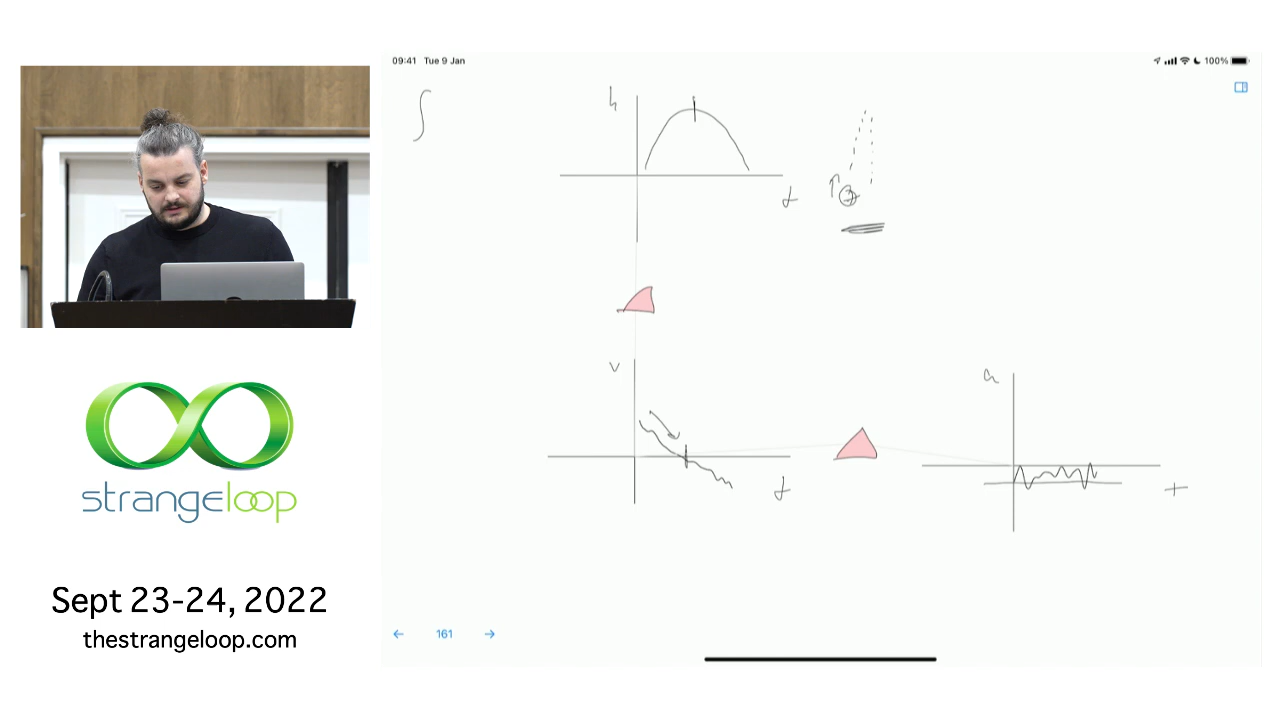 09:41 Tue 9 Jan
100%
∫
h
t
v
t
a
t
strangeloop
Sept 23-24, 2022
thestrangeloop.com
161